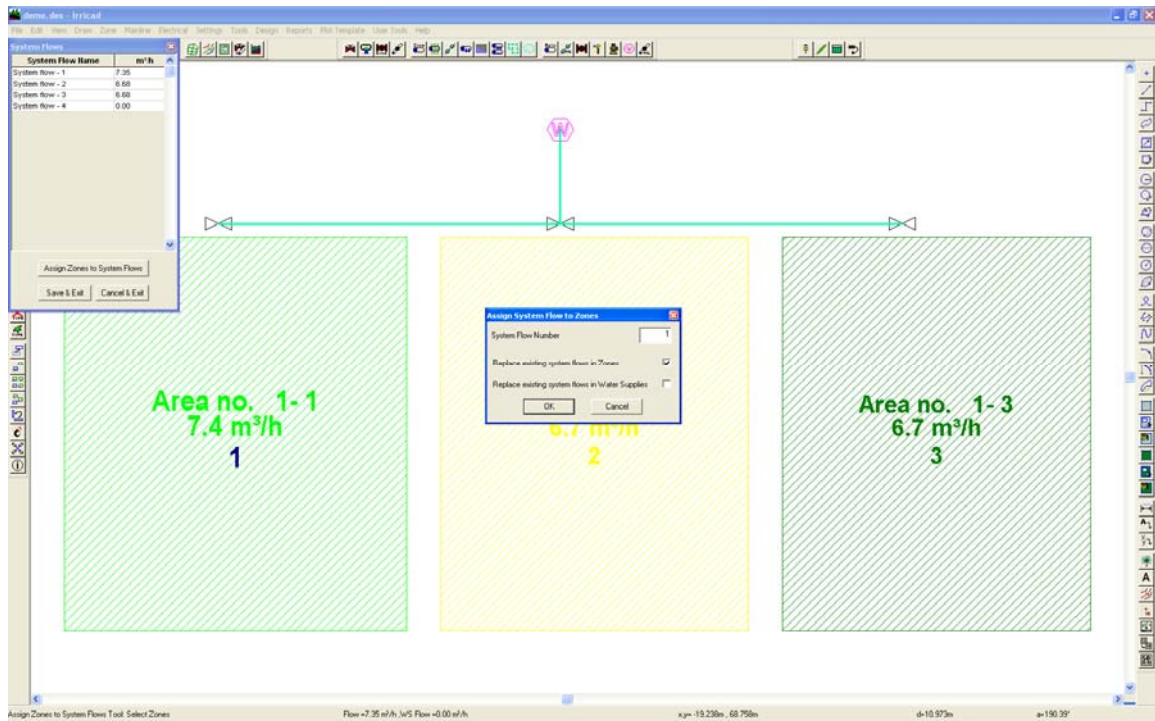 demo.des - Irricad
File Edit View Draw Zone Mainline Electrical Settings Tools Design Reports Plot Template User Tools Help
System Flows
System Flow Name m³/h
System flow - 1 7.35
System flow - 2 6.68
System flow - 3 6.68
System flow - 4 0.00
Assign Zones to System Flows
Save & Exit Cancel & Exit
W
Assign System Flow to Zones
System Flow Number 1
Replace existing system flows in Zones
Replace existing system flows in Water Supplies
OK Cancel
Area no. 1- 1
7.4 m³/h
1
6.7 m³/h
2
Area no. 1- 3
6.7 m³/h
3
Assign Zones to System Flows Tool: Select Zones Flow =7.35 m³/h ,WS Flow =0.00 m³/h x,y= -19.238m , 68.758m d=10.973m a=190.39°